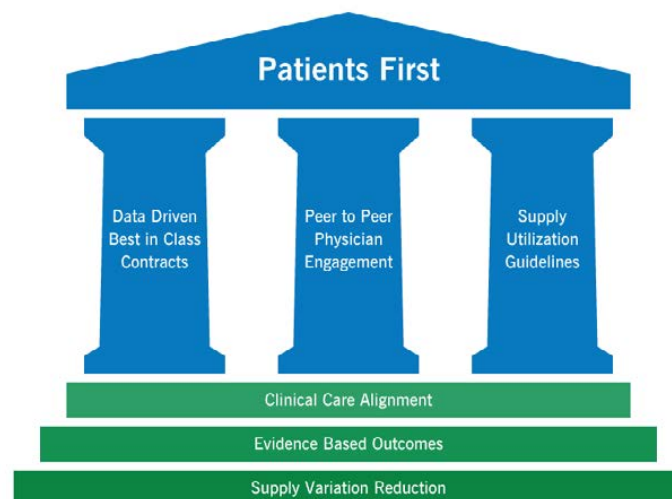 Patients First
Data Driven
Best in Class
Contracts
Peer to Peer
Physician
Engagement
Supply
Utilization
Guidelines
Clinical Care Alignment
Evidence Based Outcomes
Supply Variation Reduction